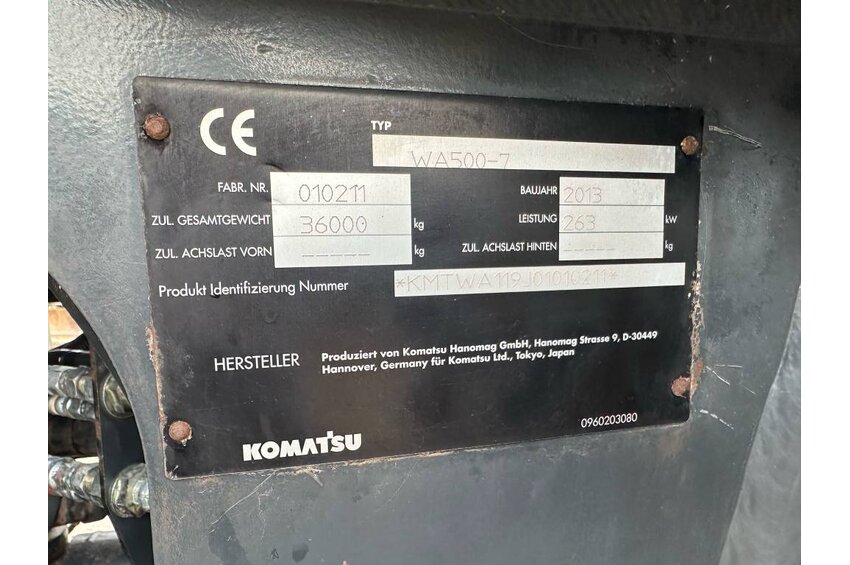 CE
TYP
WA500-7
FABR. NR. 010211 BAUJAHR 2013
ZUL. GESAMTGEWICHT 36000 kg LEISTUNG 263 kW
ZUL. ACHSLAST VORN ----- kg ZUL. ACHSLAST HINTEN ----- kg
Produkt Identifizierung Nummer *KMTWA119J01010211*
HERSTELLER Produziert von Komatsu Hanomag GmbH, Hanomag Strasse 9, D-30449
Hannover, Germany für Komatsu Ltd., Tokyo, Japan
KOMATSU
0960203080